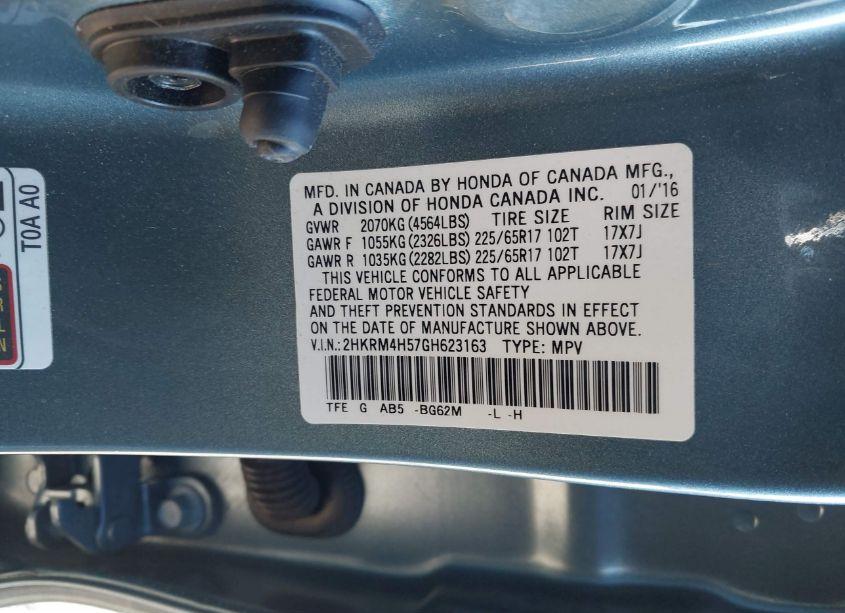 MFD. IN CANADA BY HONDA OF CANADA MFG.,
A DIVISION OF HONDA CANADA INC. 01/'16
GVWR 2070KG(4564LBS) TIRE SIZE RIM SIZE
GAWR F 1055KG(2326LBS) 225/65R17 102T 17X7J
GAWR R 1035KG(2282LBS) 225/65R17 102T 17X7J
THIS VEHICLE CONFORMS TO ALL APPLICABLE
FEDERAL MOTOR VEHICLE SAFETY
AND THEFT PREVENTION STANDARDS IN EFFECT
ON THE DATE OF MANUFACTURE SHOWN ABOVE.
V.I.N.:2HKRM4H57GH623163 TYPE: MPV
TFE G AB5 -BG62M -L -H
T0A A0